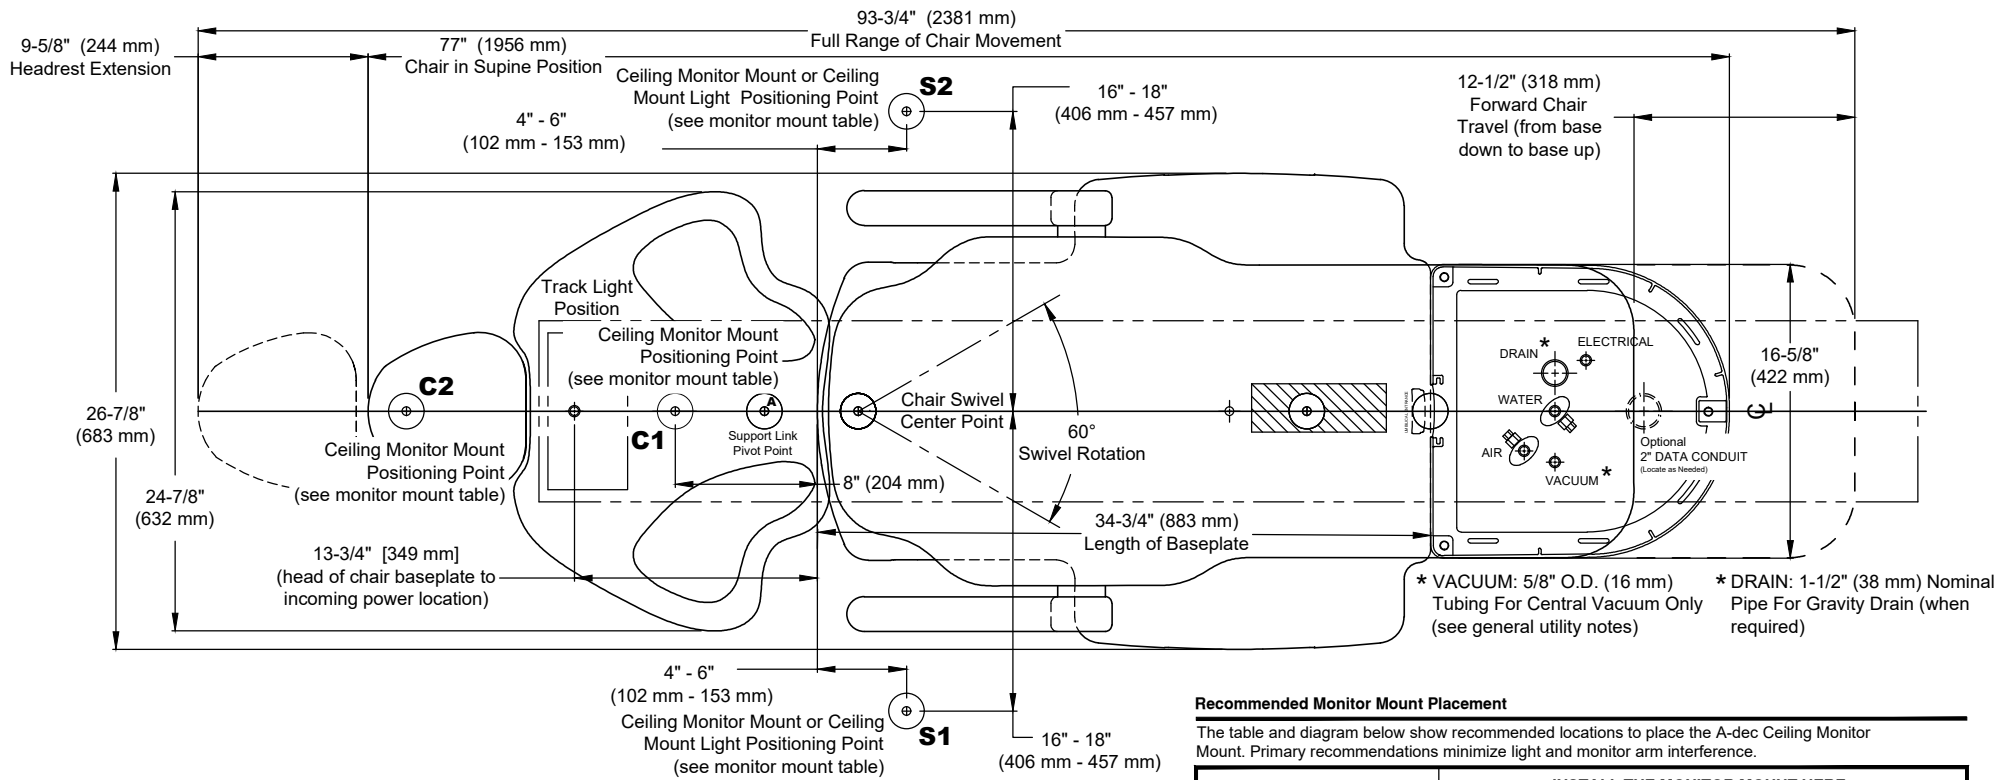 93-3/4" (2381 mm)
Full Range of Chair Movement
9-5/8" (244 mm)
Headrest Extension
77" (1956 mm)
Chair in Supine Position
Ceiling Monitor Mount or Ceiling
Mount Light Positioning Point
(see monitor mount table)
S2
16" - 18"
(406 mm - 457 mm)
12-1/2" (318 mm)
Forward Chair
Travel (from base
down to base up)
4" - 6"
(102 mm - 153 mm)
Track Light
Position
Ceiling Monitor Mount
Positioning Point
(see monitor mount table)
C2
C1
A
Support Link
Pivot Point
Chair Swivel
Center Point
60°
Swivel Rotation
DRAIN *
ELECTRICAL
WATER
AIR
VACUUM *
Optional
2" DATA CONDUIT
(Locate as Needed)
CL
16-5/8"
(422 mm)
26-7/8"
(683 mm)
24-7/8"
(632 mm)
Ceiling Monitor Mount
Positioning Point
(see monitor mount table)
8" (204 mm)
34-3/4" (883 mm)
Length of Baseplate
13-3/4" [349 mm]
(head of chair baseplate to
incoming power location)
* VACUUM: 5/8" O.D. (16 mm)
Tubing For Central Vacuum Only
(see general utility notes)
* DRAIN: 1-1/2" (38 mm) Nominal
Pipe For Gravity Drain (when
required)
4" - 6"
(102 mm - 153 mm)
Ceiling Monitor Mount or Ceiling
Mount Light Positioning Point
(see monitor mount table)
S1
16" - 18"
(406 mm - 457 mm)
Recommended Monitor Mount Placement
The table and diagram below show recommended locations to place the A-dec Ceiling Monitor
Mount. Primary recommendations minimize light and monitor arm interference.